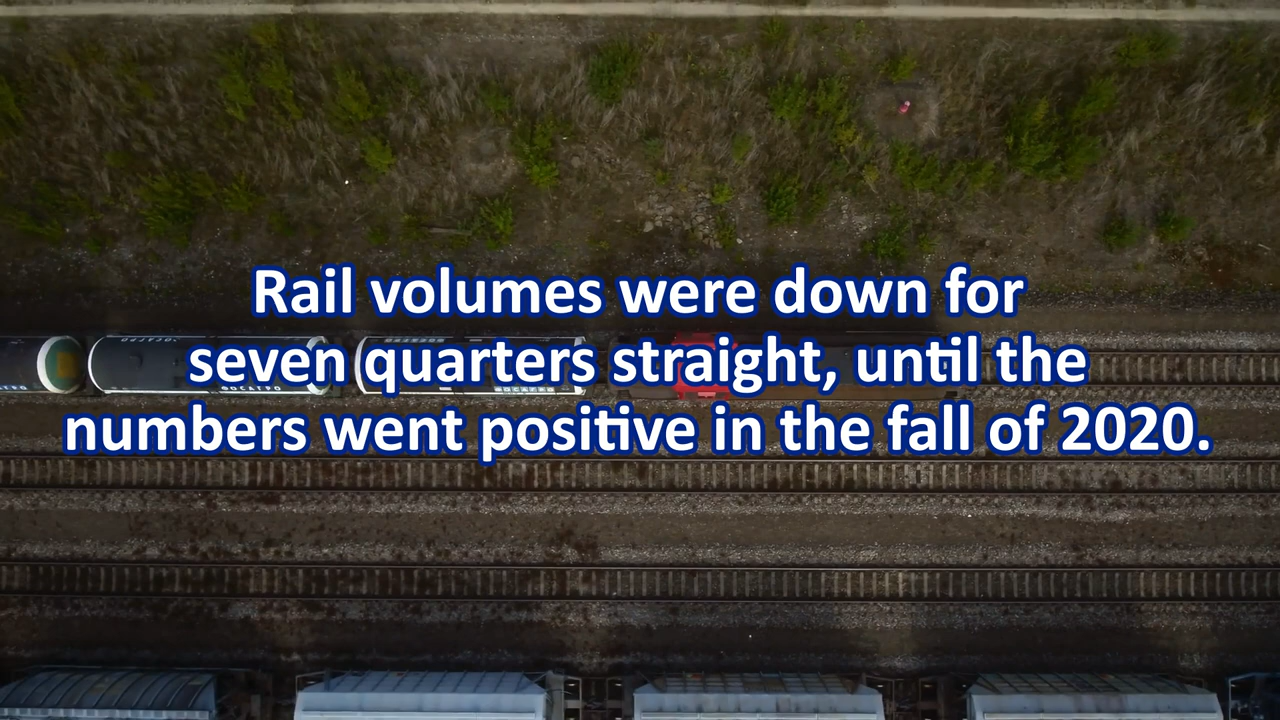 Rail volumes were down for
seven quarters straight, until the
numbers went positive in the fall of 2020.